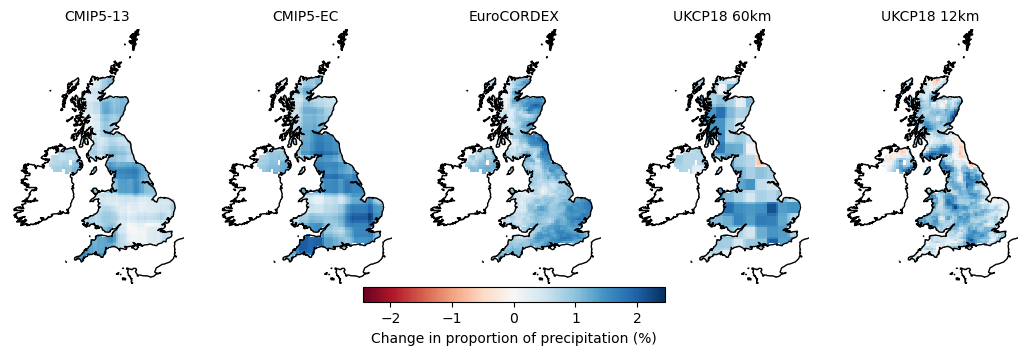 CMIP5-13 CMIP5-EC EuroCORDEX UKCP18 60km UKCP18 12km
−2 −1 0 1 2
Change in proportion of precipitation (%)